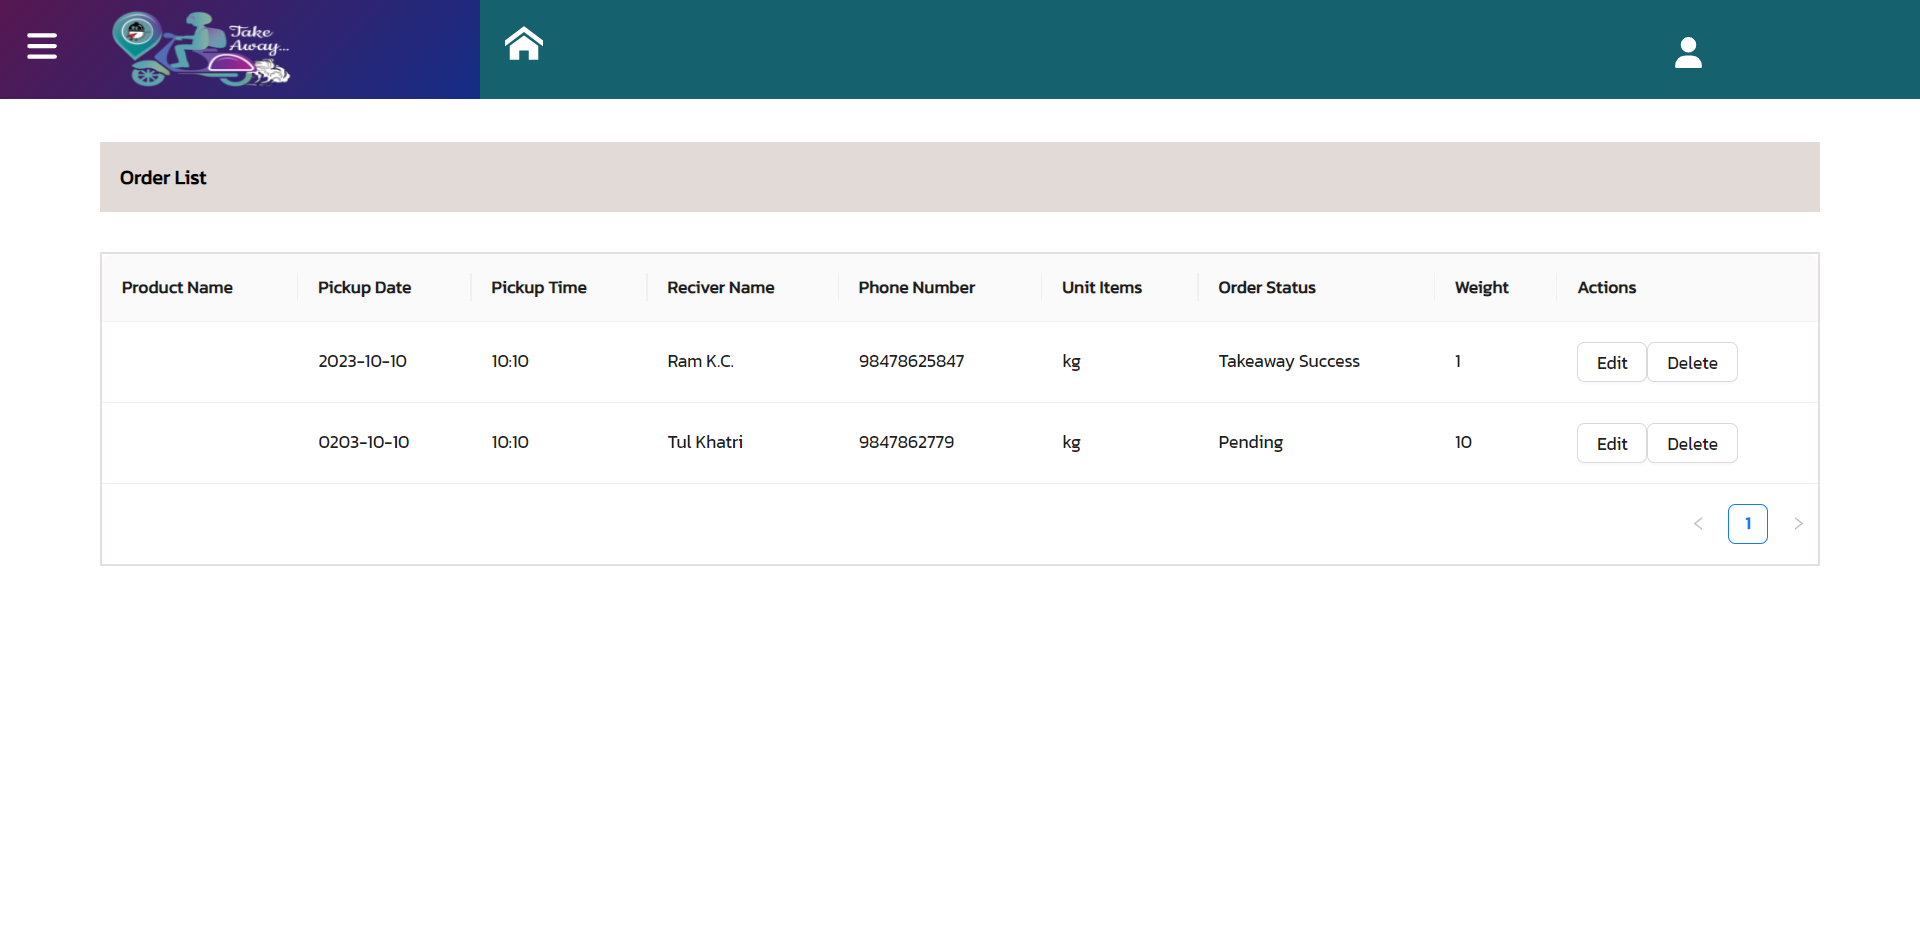 Take
Away...
Order List
Product Name Pickup Date Pickup Time Reciver Name Phone Number Unit Items Order Status Weight Actions
2023-10-10 10:10 Ram K.C. 98478625847 kg Takeaway Success 1 Edit Delete
0203-10-10 10:10 Tul Khatri 9847862779 kg Pending 10 Edit Delete
< 1 >